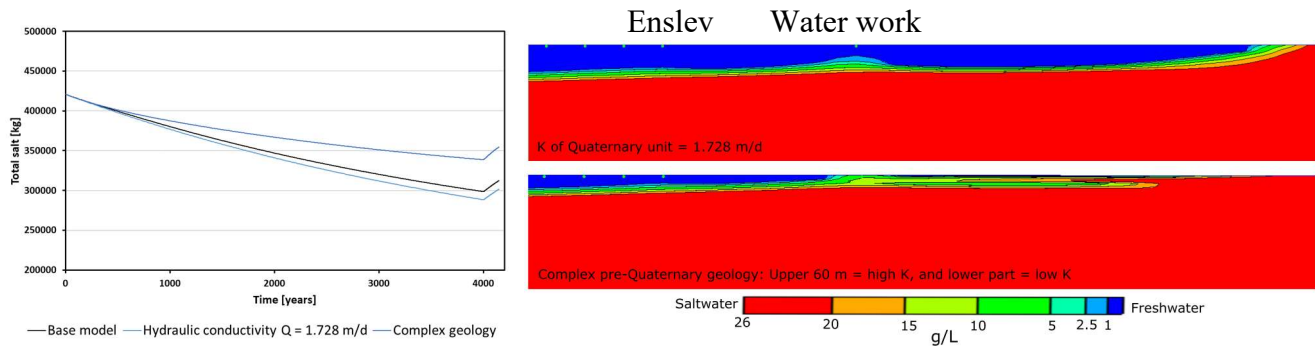 Enslev Water work
500000
450000
400000
350000
300000
250000
200000
Total salt [kg]
0 1000 2000 3000 4000
Time [years]
Base model Hydraulic conductivity Q = 1.728 m/d Complex geology
K of Quaternary unit = 1.728 m/d
Complex pre-Quaternary geology: Upper 60 m = high K, and lower part = low K
Saltwater Freshwater
26 20 15 10 5 2.5 1
g/L